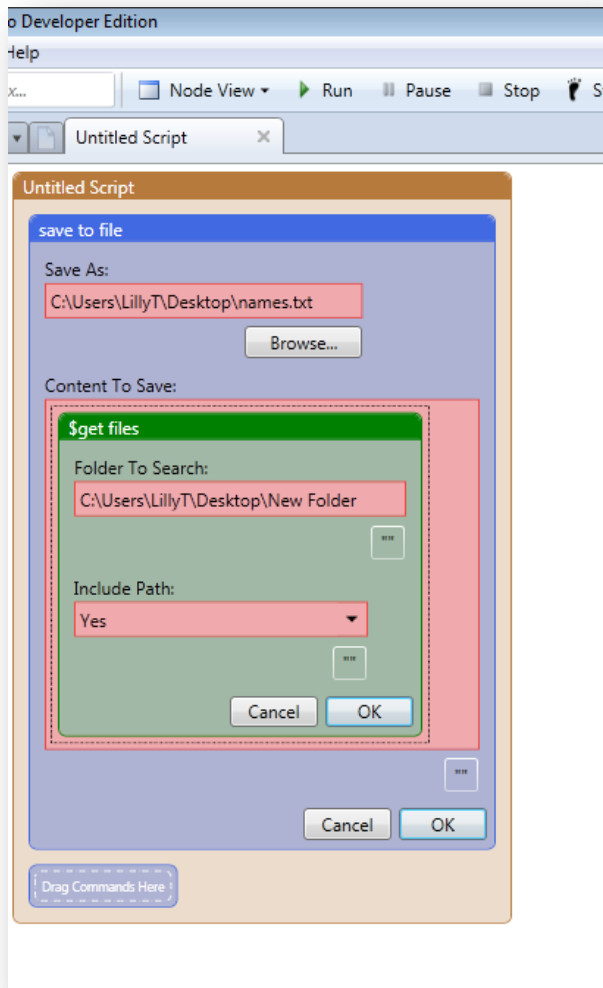 o Developer Edition
Help
x...
Node View
Run
Pause
Stop
S
Untitled Script
Untitled Script
save to file
Save As:
C:\Users\LillyT\Desktop\names.txt
Browse...
Content To Save:
$get files
Folder To Search:
C:\Users\LillyT\Desktop\New Folder
""
Include Path:
Yes
""
Cancel
OK
""
Cancel
OK
Drag Commands Here